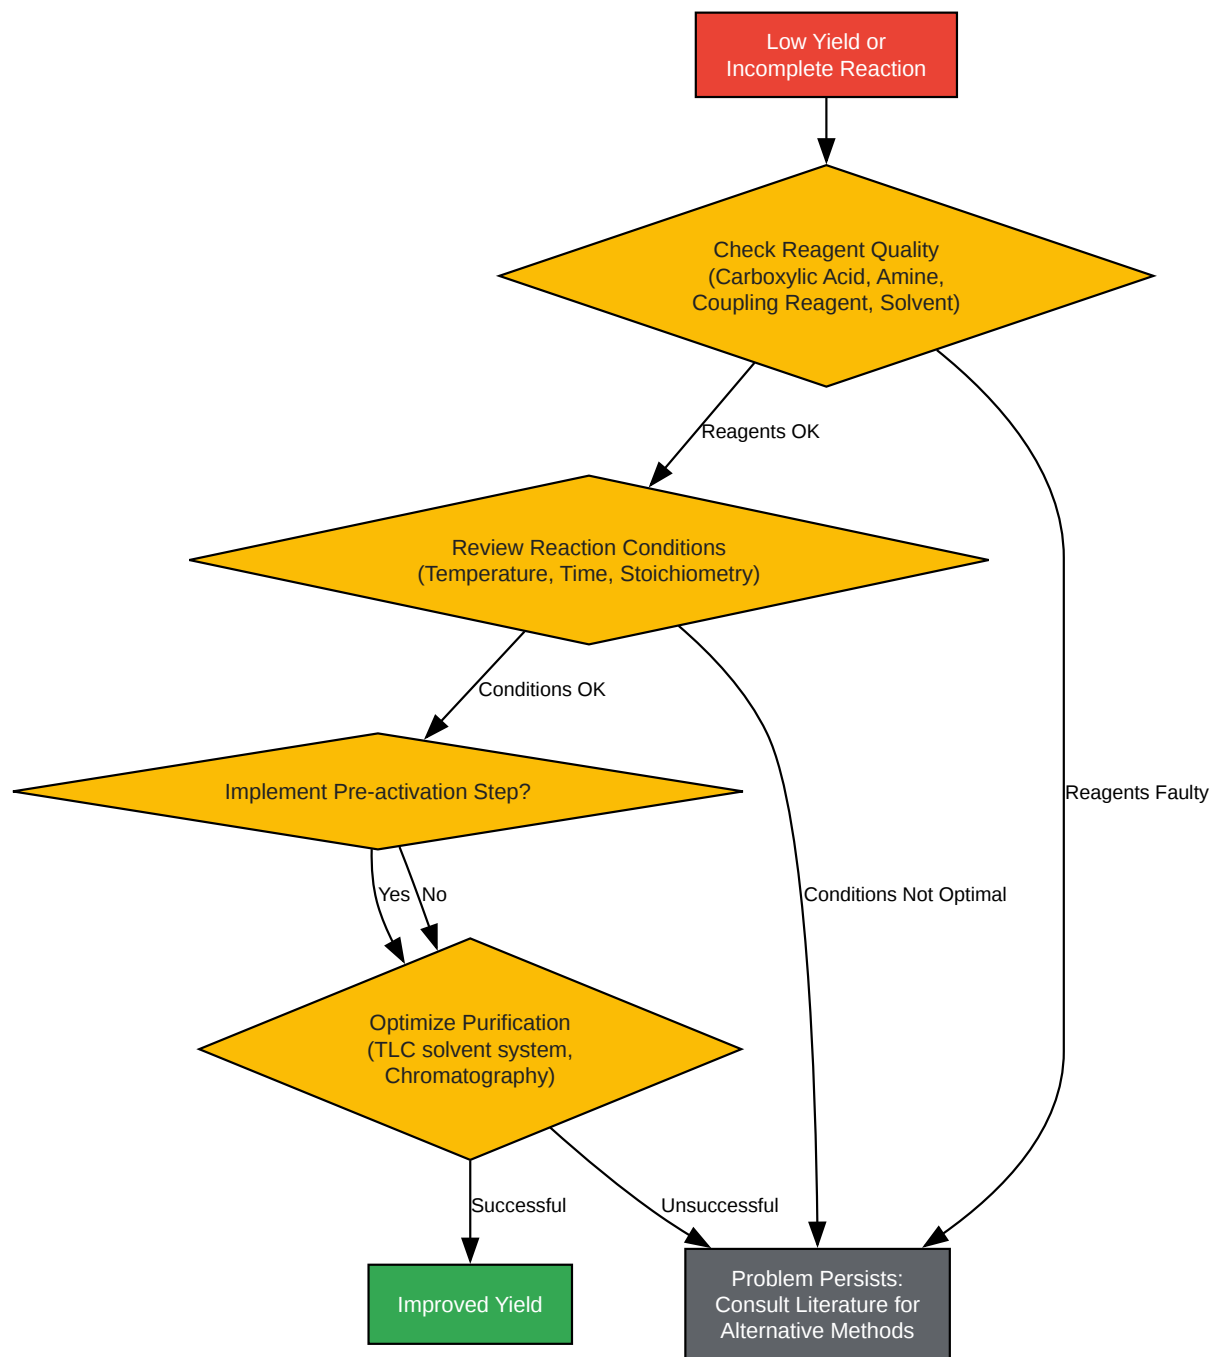 Low Yield or
Incomplete Reaction
Check Reagent Quality
(Carboxylic Acid, Amine,
Coupling Reagent, Solvent)
Reagents OK
Review Reaction Conditions
(Temperature, Time, Stoichiometry)
Conditions OK
Implement Pre-activation Step?
Reagents Faulty
Yes
No
Conditions Not Optimal
Optimize Purification
(TLC solvent system,
Chromatography)
Successful
Unsuccessful
Improved Yield
Problem Persists:
Consult Literature for
Alternative Methods